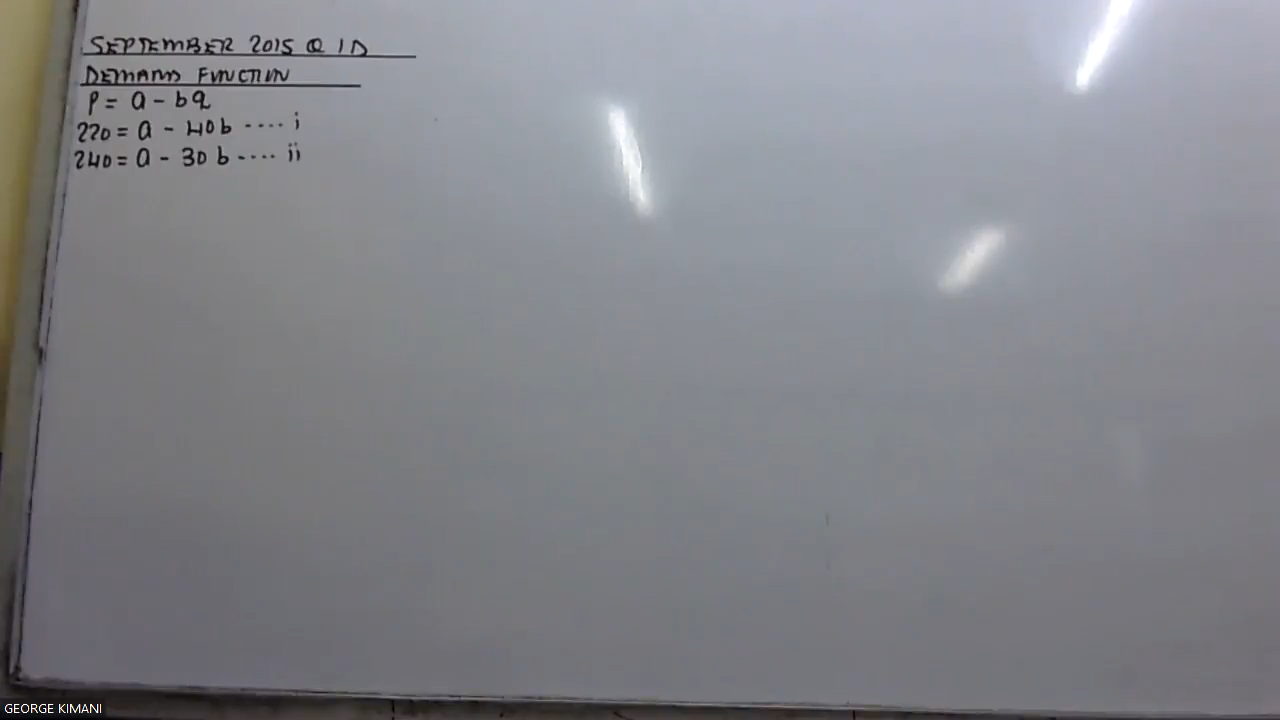 SEPTEMBER 2015 Q 1D
DEMAND FUNCTION
P = a - bq
220 = a - 40b ---- i
240 = a - 30b ---- ii
GEORGE KIMANI